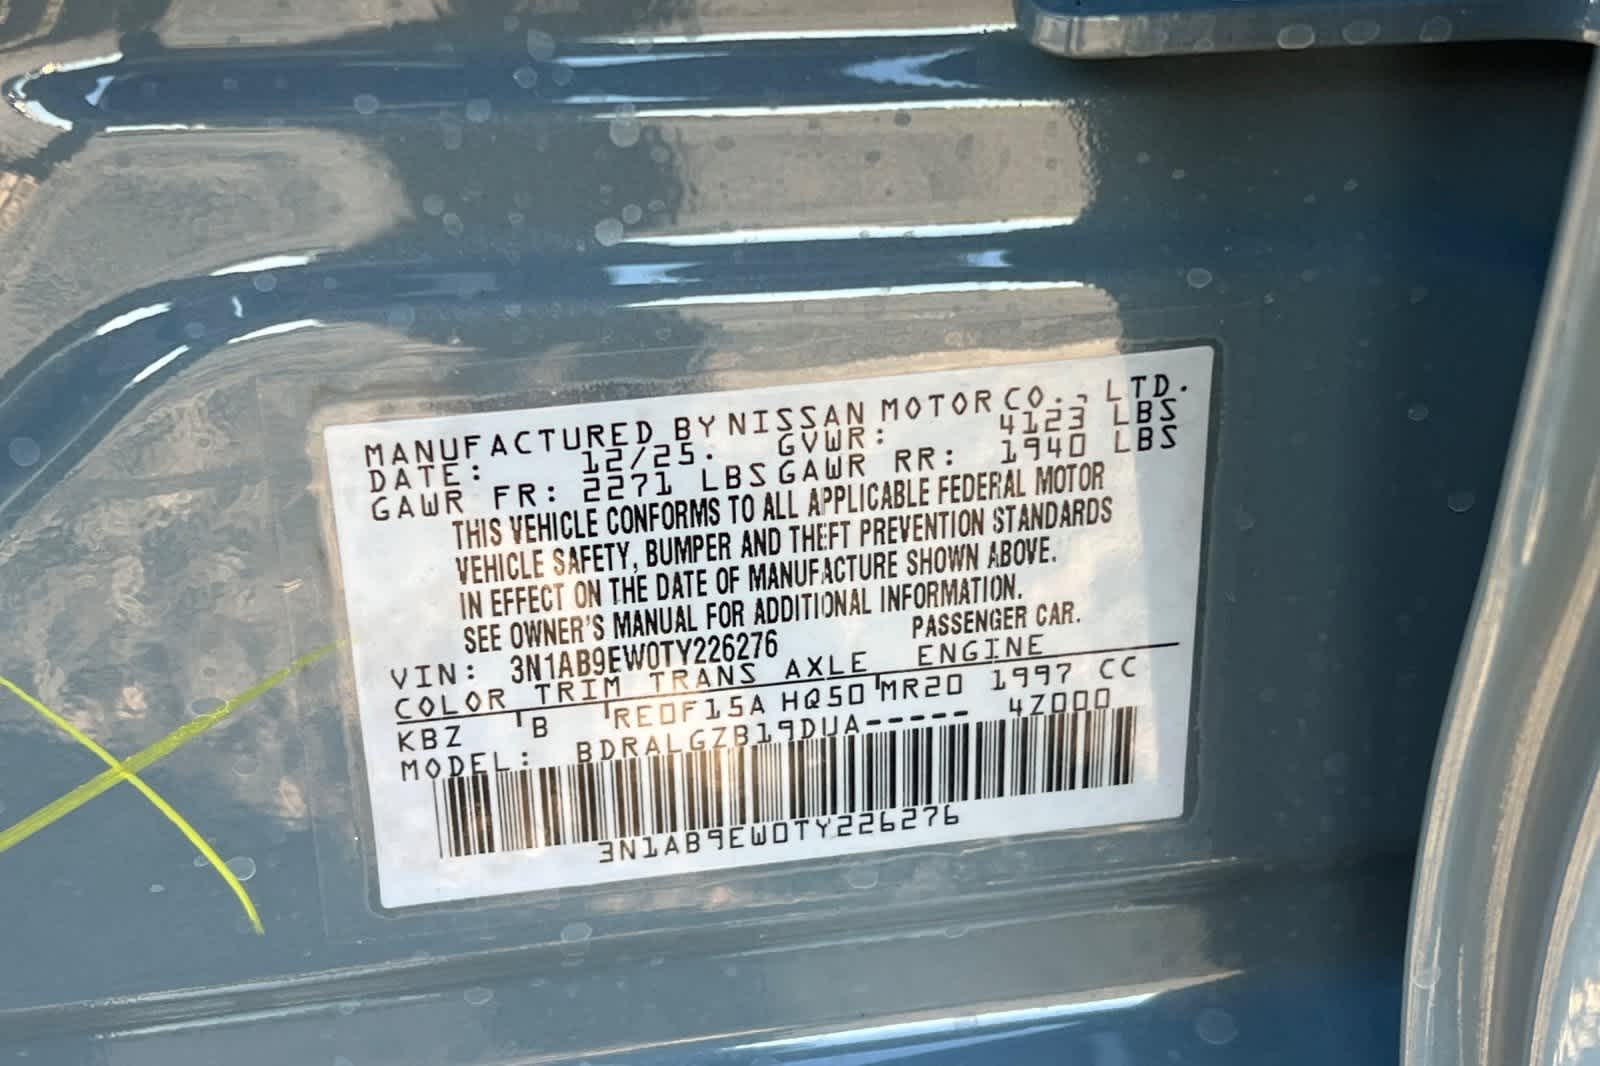 MANUFACTURED BY NISSAN MOTOR CO., LTD.
DATE: 12/25. GVWR: 4123 LBS
GAWR FR: 2271 LBS GAWR RR: 1940 LBS
THIS VEHICLE CONFORMS TO ALL APPLICABLE FEDERAL MOTOR
VEHICLE SAFETY, BUMPER AND THEFT PREVENTION STANDARDS
IN EFFECT ON THE DATE OF MANUFACTURE SHOWN ABOVE.
SEE OWNER'S MANUAL FOR ADDITIONAL INFORMATION.
VIN: 3N1AB9EW0TY226276 PASSENGER CAR.
COLOR TRIM TRANS AXLE ENGINE
KBZ B RE0F15A HQ50 MR20 1997 CC
MODEL: BDRALGZB19DUA----- 4Z000
3N1AB9EW0TY226276